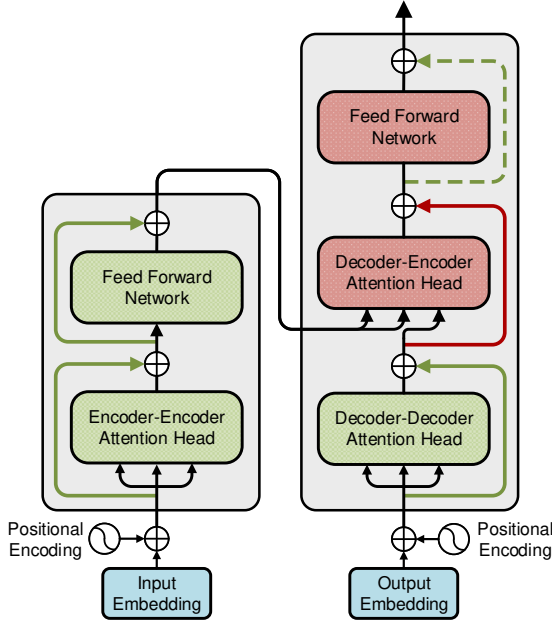 Feed Forward
Network
Decoder-Encoder
Attention Head
Feed Forward
Network
Encoder-Encoder
Attention Head
Decoder-Decoder
Attention Head
Positional
Encoding
Positional
Encoding
Input
Embedding
Output
Embedding